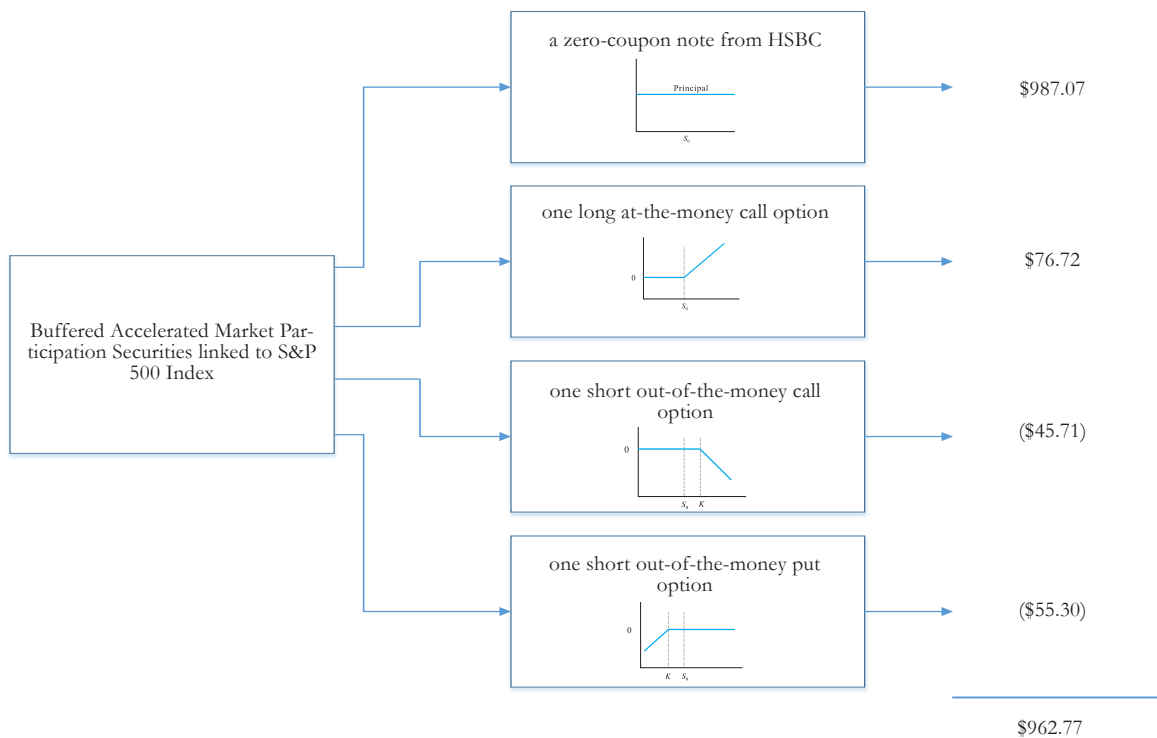 a zero-coupon note from HSBC
Principal
S₀
$987.07
one long at-the-money call option
0
S₀
$76.72
Buffered Accelerated Market Par-
ticipation Securities linked to S&P
500 Index
one short out-of-the-money call
option
0
S₀ K
($45.71)
one short out-of-the-money put
option
0
K S₀
($55.30)
$962.77